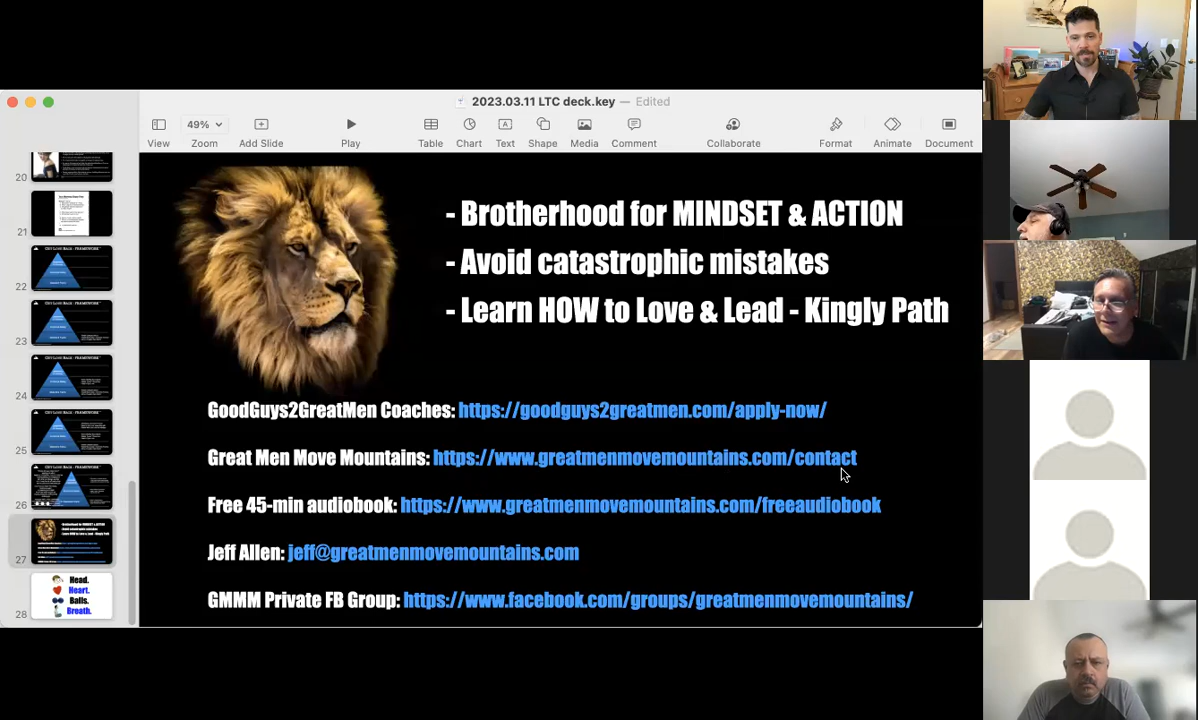 2023.03.11 LTC deck.key — Edited
49%
View
Zoom
Add Slide
Play
Table
Chart
Text
Shape
Media
Comment
Collaborate
Format
Animate
Document
20
21
22
23
24
25
26
27
28
Head.
Heart.
Balls.
Breath.
- Brotherhood for MINDSET & ACTION
- Avoid catastrophic mistakes
- Learn HOW to Love & Lead - Kingly Path
GoodGuys2GreatMen Coaches: https://goodguys2greatmen.com/apply-now/
Great Men Move Mountains: https://www.greatmenmovemountains.com/contact
Free 45-min audiobook: https://www.greatmenmovemountains.com/freeaudiobook
Jeff Allen: jeff@greatmenmovemountains.com
GMMM Private FB Group: https://www.facebook.com/groups/greatmenmovemountains/